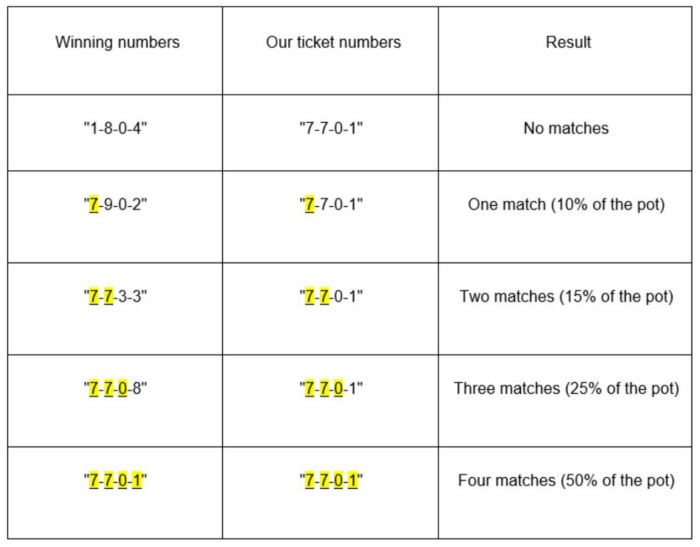 Winning numbers Our ticket numbers Result
"1-8-0-4" "7-7-0-1" No matches
"7-9-0-2" "7-7-0-1" One match (10% of the pot)
"7-7-3-3" "7-7-0-1" Two matches (15% of the pot)
"7-7-0-8" "7-7-0-1" Three matches (25% of the pot)
"7-7-0-1" "7-7-0-1" Four matches (50% of the pot)